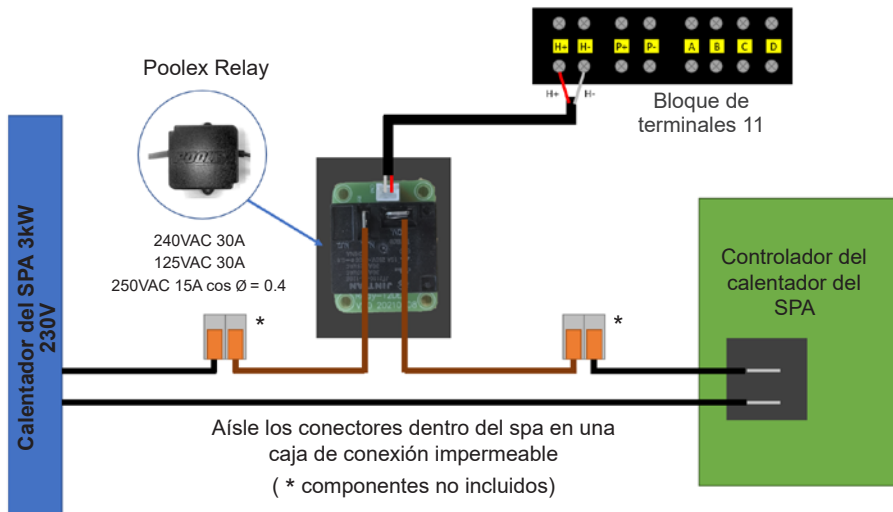 H+ H- P+ P- A B C D
H+ H-
Bloque de
terminales 11
Poolex Relay
POOLEX
240VAC 30A
125VAC 30A
250VAC 15A cos Ø = 0.4
JINTIAN
Calentador del SPA 3kW
230V
Controlador del
calentador del
SPA
*
*
Aísle los conectores dentro del spa en una
caja de conexión impermeable
( * componentes no incluidos)